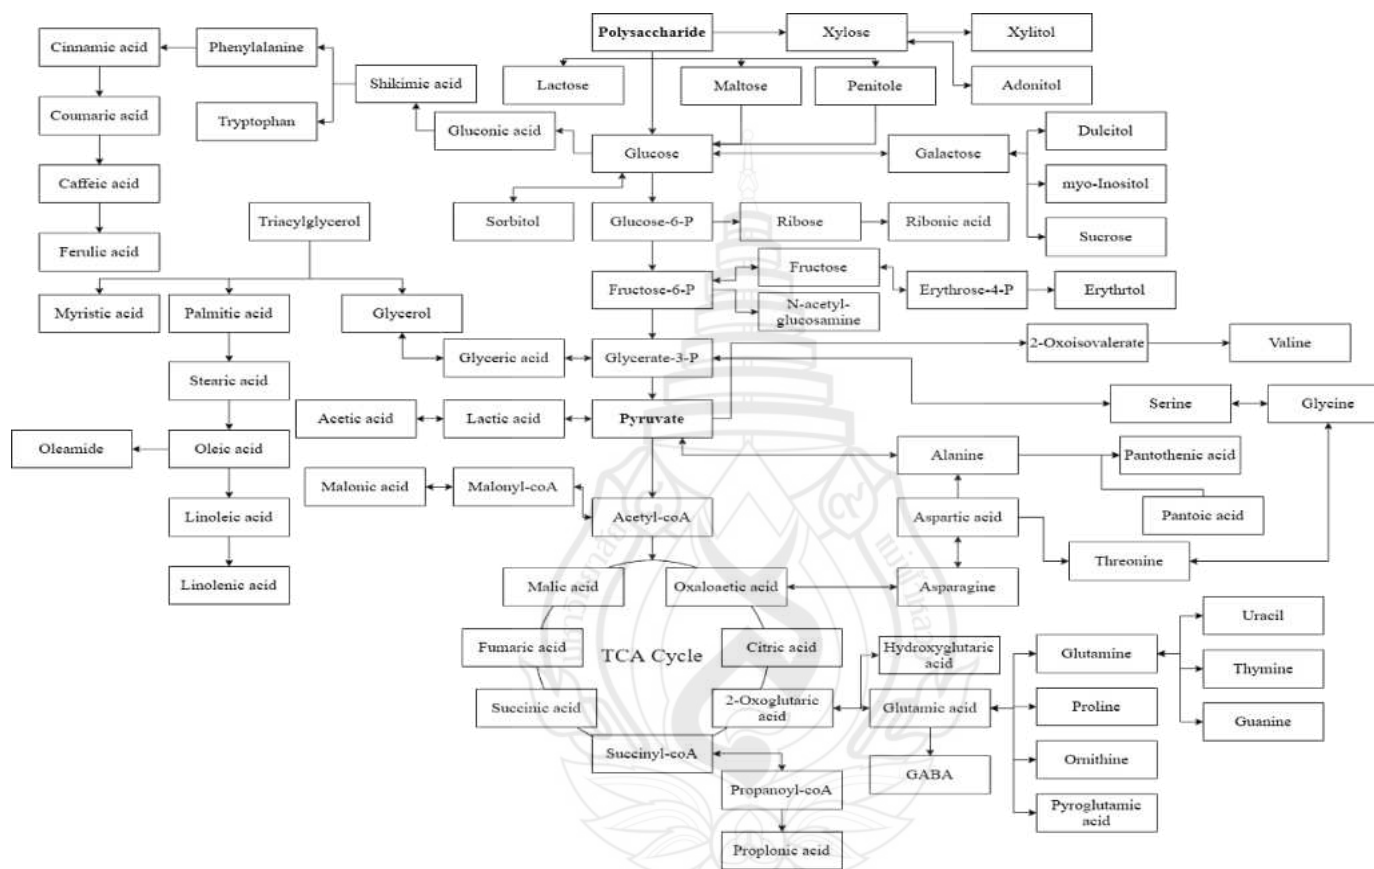 Polysaccharide
Xylose
Xylitol
Cinnamic acid
Phenylalanine
Shikimic acid
Lactose
Maltose
Penitole
Adonitol
Coumaric acid
Tryptophan
Gluconic acid
Dulcitol
Glucose
Galactose
Caffeic acid
myo-Inositol
Triacylglycerol
Sorbitol
Glucose-6-P
Ribose
Ribonic acid
Sucrose
Ferulic acid
Fructose
Fructose-6-P
Erythrose-4-P
Erythrtol
Myristic acid
Palmitic acid
Glycerol
N-acetyl-
glucosamine
Glyceric acid
Glycerate-3-P
2-Oxoisovalerate
Valine
Stearic acid
Serine
Glycine
Acetic acid
Lactic acid
Pyruvate
Oleamide
Oleic acid
Alanine
Pantothenic acid
Malonic acid
Malonyl-coA
Linoleic acid
Acetyl-coA
Aspartic acid
Pantoic acid
Threonine
Linolenic acid
Malic acid
Oxaloaetic acid
Asparagine
Uracil
Fumaric acid
TCA Cycle
Citric acid
Hydroxyglutaric
acid
Glutamine
Thymine
Succinic acid
2-Oxoglutaric
acid
Glutamic acid
Proline
Guanine
Succinyl-coA
GABA
Ornithine
Propanoyl-coA
Pyroglutamic
acid
Proplonic acid